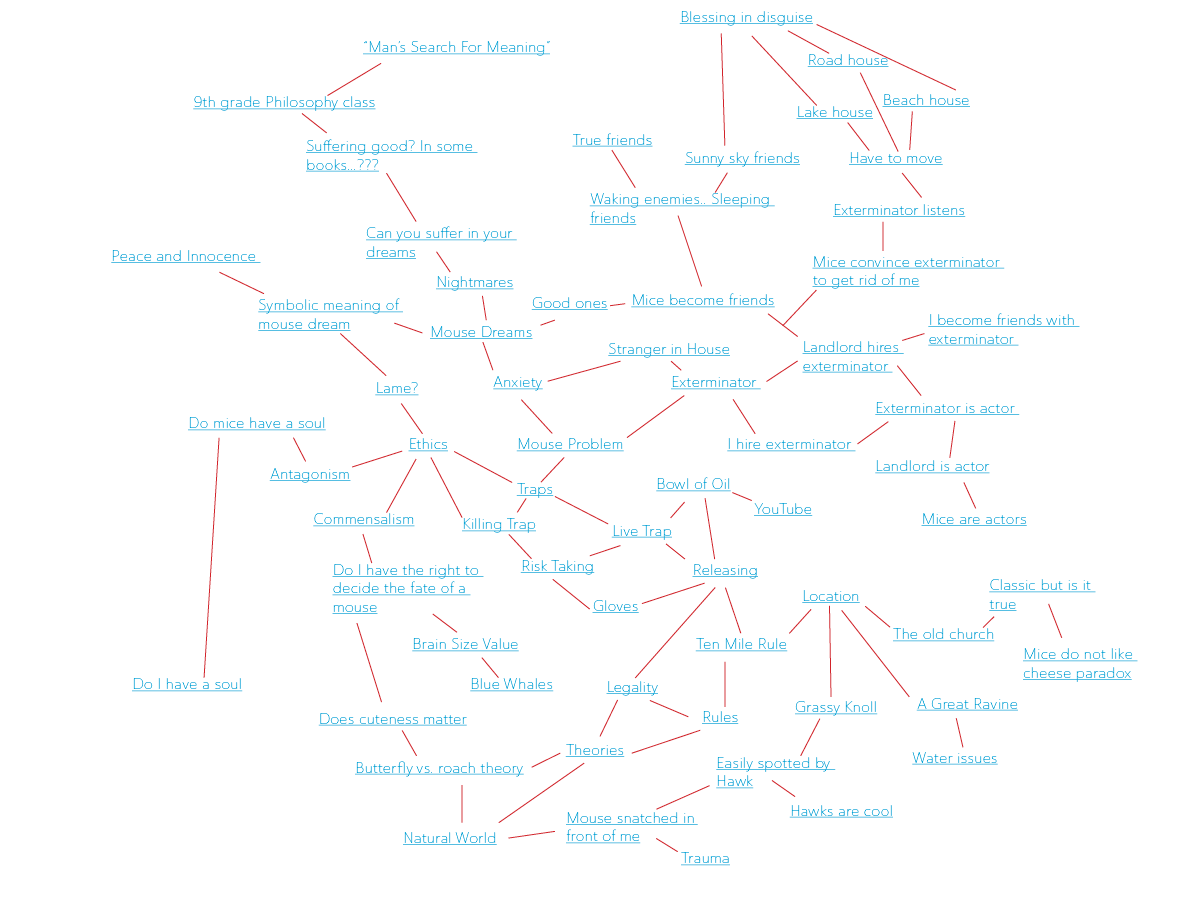 Blessing in disguise
"Man's Search For Meaning"
Road house
9th grade Philosophy class
Beach house
Lake house
True friends
Suffering good? In some
books...???
Sunny sky friends
Have to move
Waking enemies.. Sleeping
friends
Exterminator listens
Can you suffer in your
dreams
Peace and Innocence
Mice convince exterminator
to get rid of me
Nightmares
Good ones
Mice become friends
Symbolic meaning of
mouse dream
Mouse Dreams
I become friends with
exterminator
Stranger in House
Landlord hires
exterminator
Lame?
Anxiety
Exterminator
Exterminator is actor
Do mice have a soul
Ethics
Mouse Problem
I hire exterminator
Antagonism
Landlord is actor
Traps
Bowl of Oil
YouTube
Commensalism
Killing Trap
Live Trap
Mice are actors
Risk Taking
Releasing
Do I have the right to
decide the fate of a
mouse
Classic but is it
true
Location
Gloves
The old church
Brain Size Value
Ten Mile Rule
Mice do not like
cheese paradox
Do I have a soul
Blue Whales
Legality
Grassy Knoll
A Great Ravine
Does cuteness matter
Rules
Theories
Water issues
Butterfly vs. roach theory
Easily spotted by
Hawk
Hawks are cool
Mouse snatched in
front of me
Natural World
Trauma